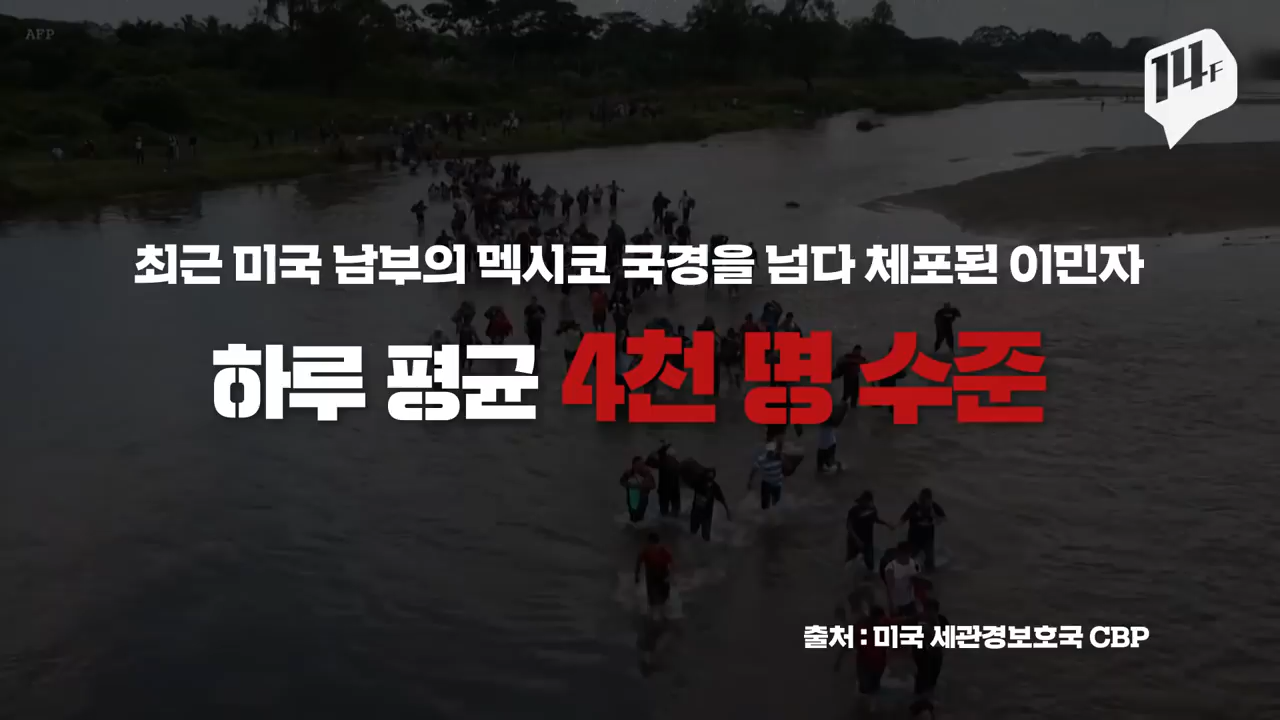 AFP
14F
최근 미국 남부의 멕시코 국경을 넘다 체포된 이민자
하루 평균 4천 명 수준
출처 : 미국 세관경보호국 CBP